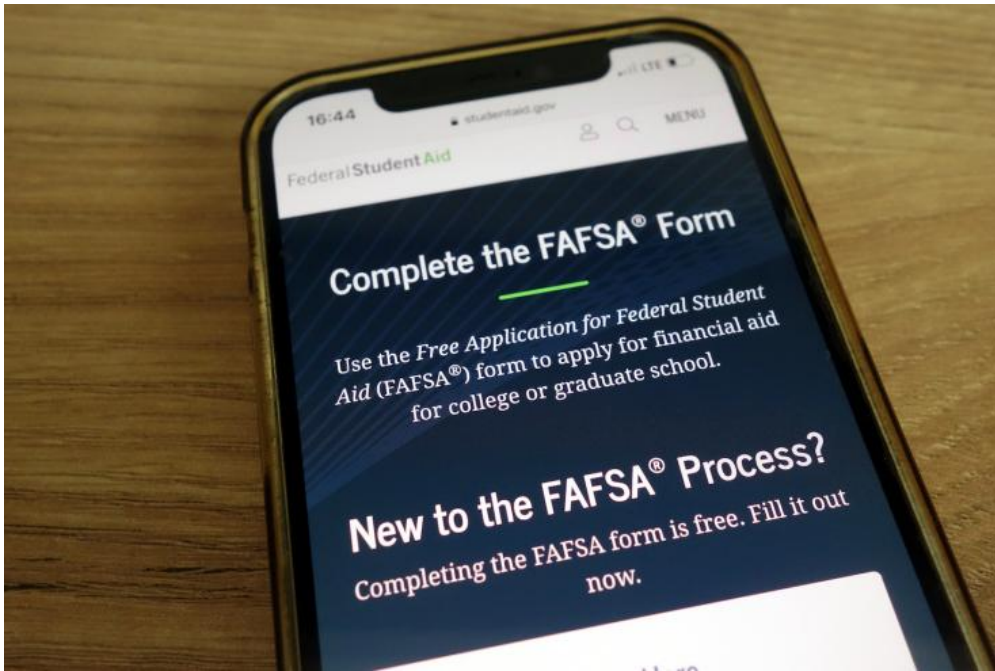 16:44
LTE
studentaid.gov
Federal Student Aid
MENU
Complete the FAFSA® Form
Use the Free Application for Federal Student
Aid (FAFSA®) form to apply for financial aid
for college or graduate school.
New to the FAFSA® Process?
Completing the FAFSA form is free. Fill it out
now.